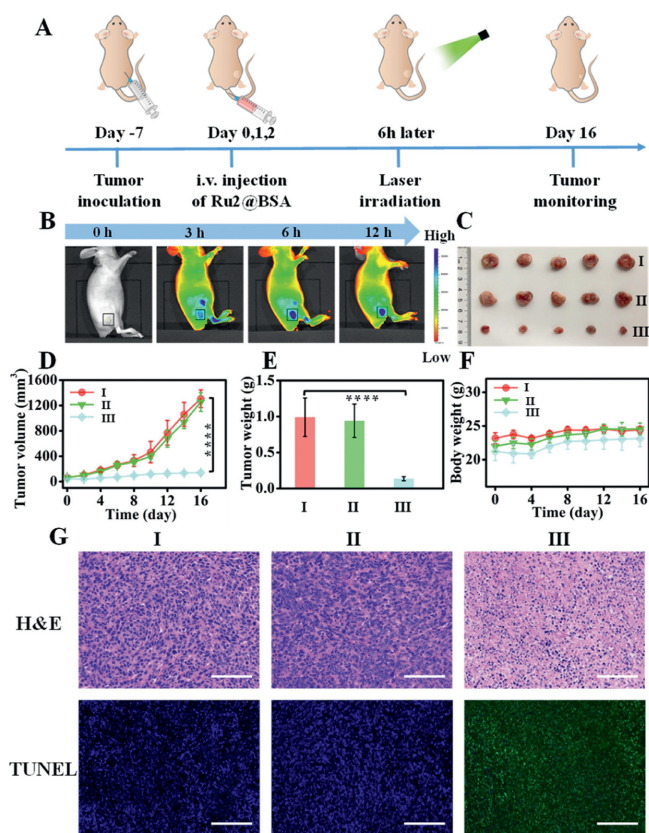 A
Day -7
Day 0,1,2
6h later
Day 16
Tumor inoculation
i.v. injection of Ru2@BSA
Laser irradiation
Tumor monitoring
B
0 h
3 h
6 h
12 h
High
Low
C
I
II
III
D
Tumor volume (mm³)
1600
1200
800
400
0
I
II
III
****
0 4 8 12 16
Time (day)
E
Tumor weight (g)
1.5
1.0
0.5
0.0
****
I II III
F
Body weight (g)
25
20
I
II
III
0 4 8 12 16
Time (day)
G
I II III
H&E
TUNEL